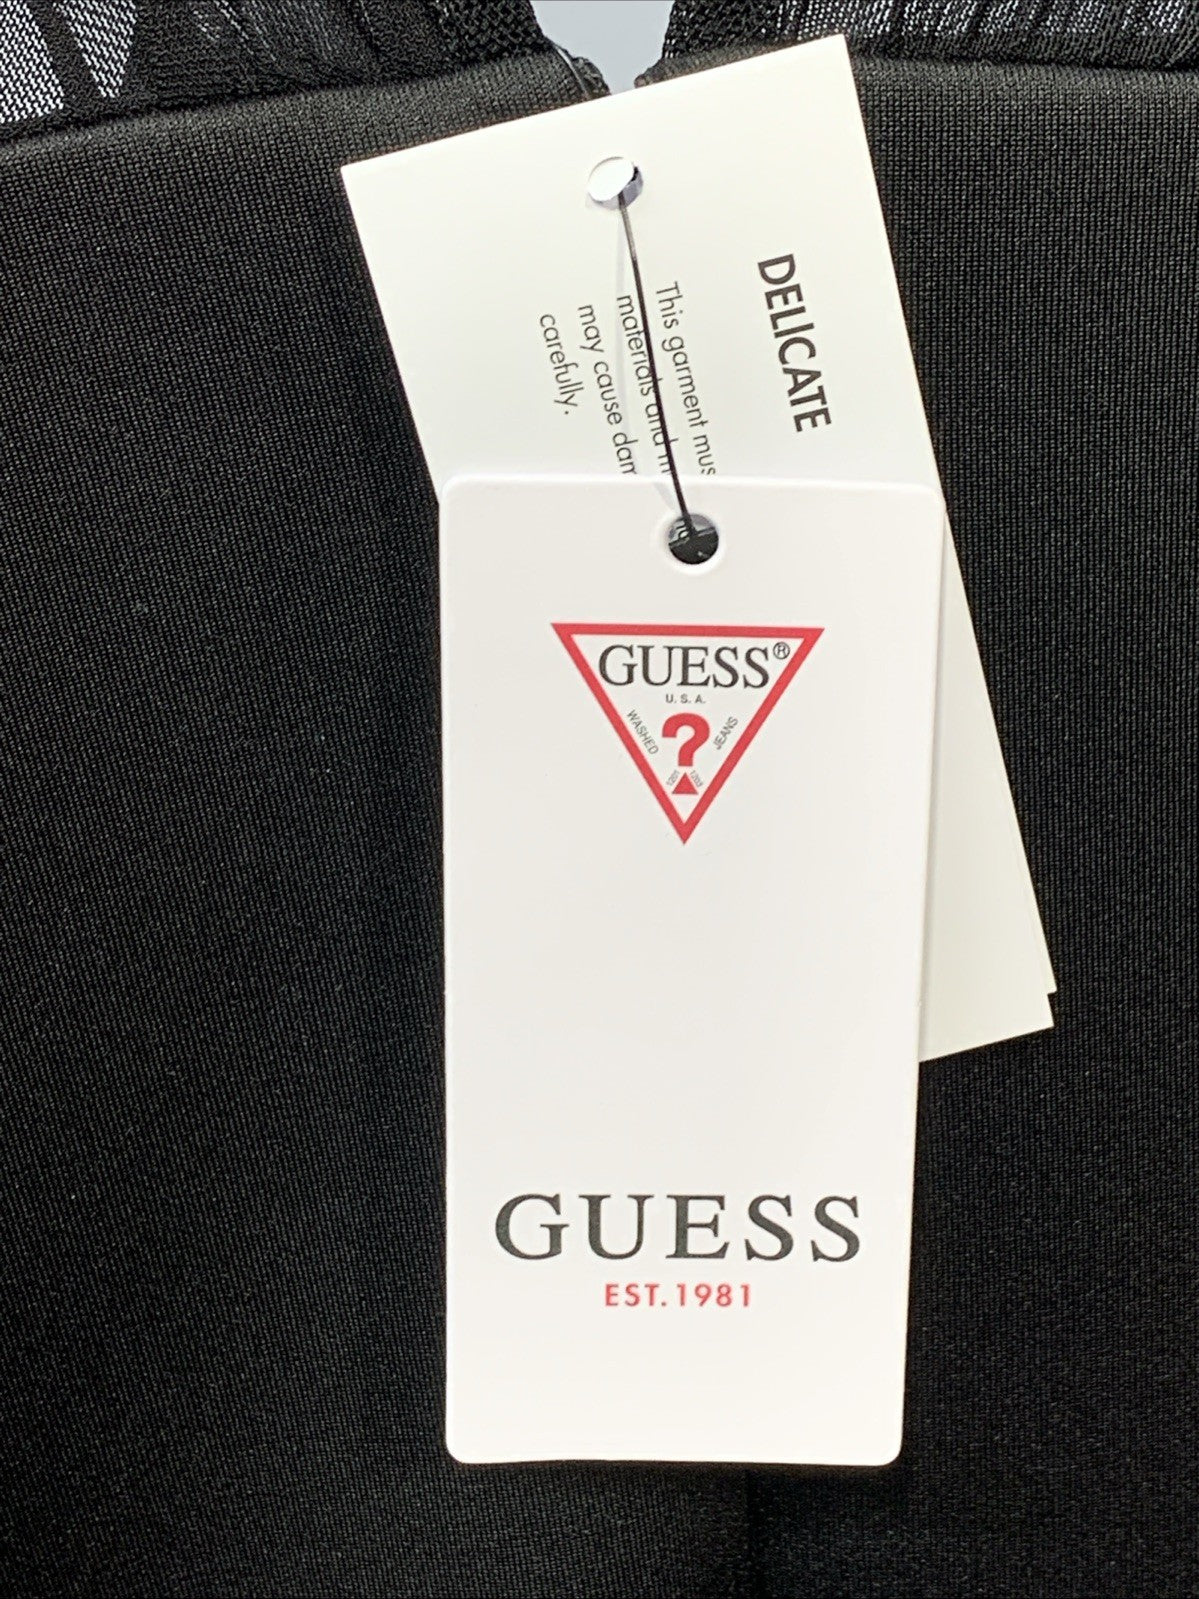 DELICATE
This garment mus
materials and m
may cause dam
carefully.
GUESS®
U.S.A.
WASHED
?
JEANS
GUESS
EST. 1981